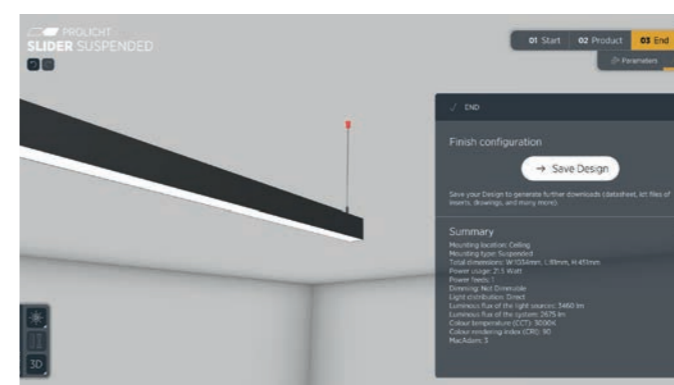 PROLICHT
SLIDER SUSPENDED
01 Start 02 Product 03 End
Parameters
END
Finish configuration
→ Save Design
Save your Design to generate further downloads (datasheet, ict files of
inserts, drawings, and many more).
Summary
Mounting location: Ceiling
Mounting type: Suspended
Total dimensions: W:1034mm, L:
Power usage: 21.5 Watt
Power feeds: 1
Dimming: Not Dimmable
Light distribution: Direct
Luminous flux of the light sources: 3460 lm
Luminous flux of the system: 2675 lm
Colour temperature (CCT): 3000K
Colour rendering index (CRI): 90
MacAdam: 3
3D